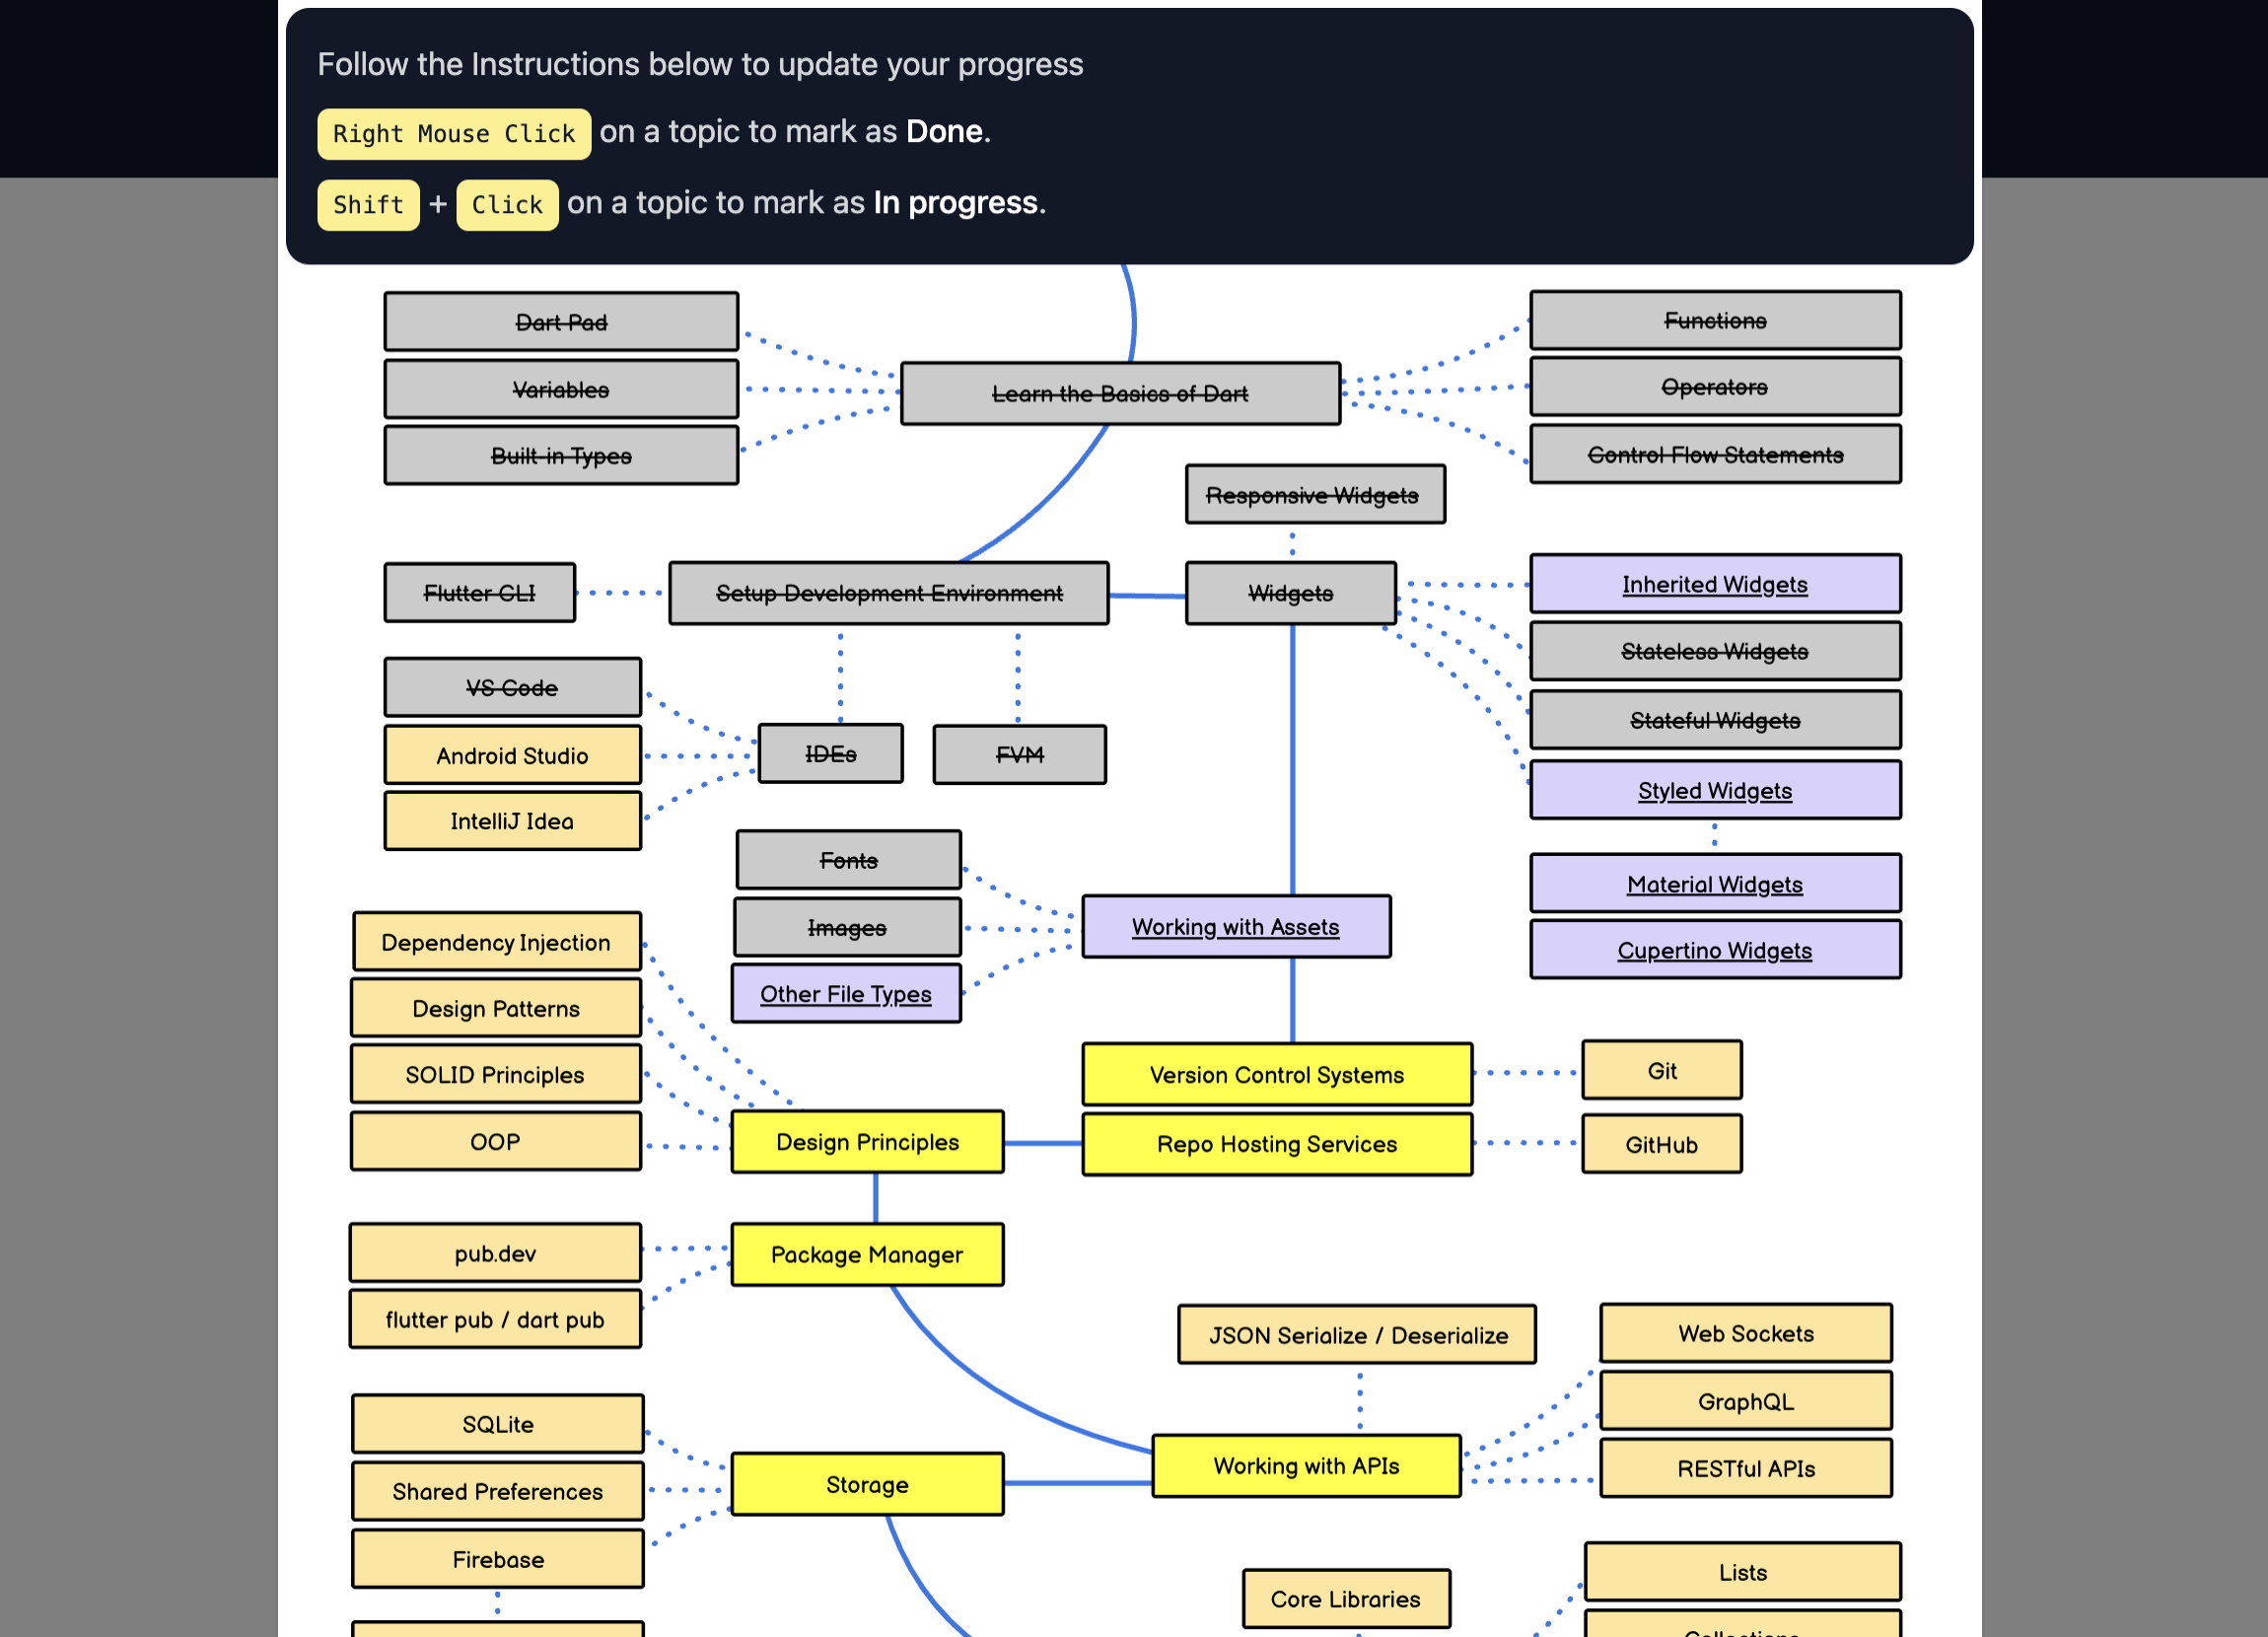 Follow the Instructions below to update your progress
Right Mouse Click on a topic to mark as Done.
Shift + Click on a topic to mark as In progress.
Dart Pad
Variables
Built-in Types
Learn the Basics of Dart
Functions
Operators
Control Flow Statements
Responsive Widgets
Flutter CLI
Setup Development Environment
Widgets
Inherited Widgets
Stateless Widgets
Stateful Widgets
Styled Widgets
Material Widgets
Cupertino Widgets
VS Code
Android Studio
IntelliJ Idea
IDEs
FVM
Fonts
Images
Other File Types
Working with Assets
Dependency Injection
Design Patterns
SOLID Principles
OOP
Design Principles
Version Control Systems
Repo Hosting Services
Git
GitHub
pub.dev
flutter pub / dart pub
Package Manager
JSON Serialize / Deserialize
Web Sockets
GraphQL
RESTful APIs
Working with APIs
SQLite
Shared Preferences
Firebase
Storage
Core Libraries
Lists